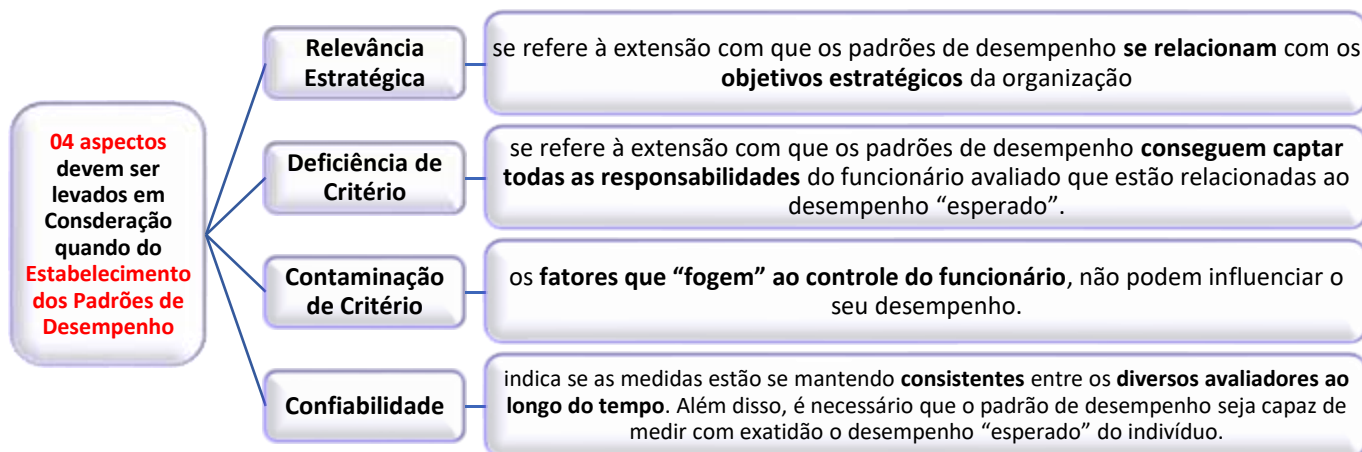 04 aspectos
devem ser
levados em
Consderação
quando do
Estabelecimento
dos Padrões de
Desempenho
Relevância
Estratégica
se refere à extensão com que os padrões de desempenho se relacionam com os
objetivos estratégicos da organização
Deficiência de
Critério
se refere à extensão com que os padrões de desempenho conseguem captar
todas as responsabilidades do funcionário avaliado que estão relacionadas ao
desempenho “esperado”.
Contaminação
de Critério
os fatores que “fogem” ao controle do funcionário, não podem influenciar o
seu desempenho.
Confiabilidade
indica se as medidas estão se mantendo consistentes entre os diversos avaliadores ao
longo do tempo. Além disso, é necessário que o padrão de desempenho seja capaz de
medir com exatidão o desempenho “esperado” do indivíduo.